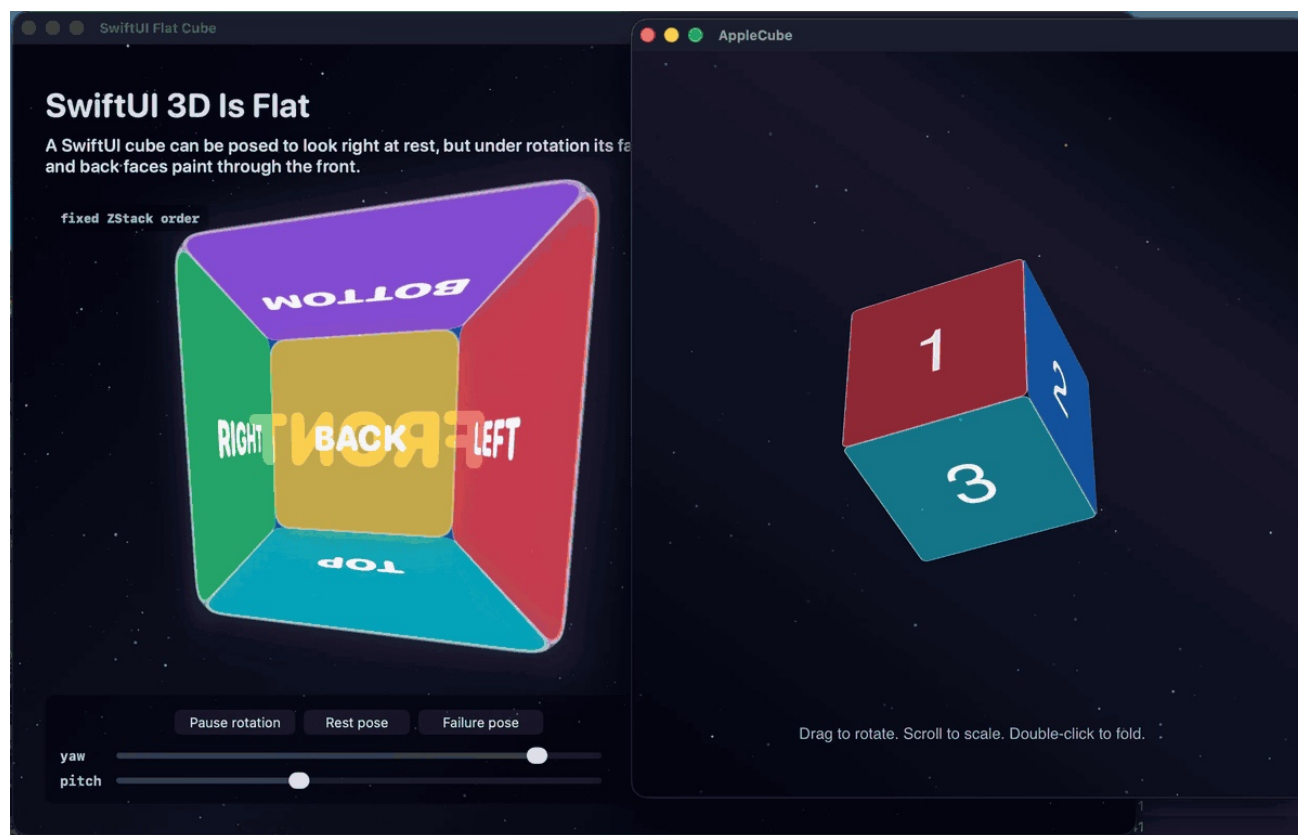 SwiftUI Flat Cube
AppleCube
SwiftUI 3D Is Flat
A SwiftUI cube can be posed to look right at rest, but under rotation its
and back faces paint through the front.
fixed ZStack order
BOTTOM
RIGHT
FRONT
BACK
LEFT
TOP
1
2
3
Drag to rotate. Scroll to scale. Double-click to fold.
Pause rotation
Rest pose
Failure pose
yaw
pitch